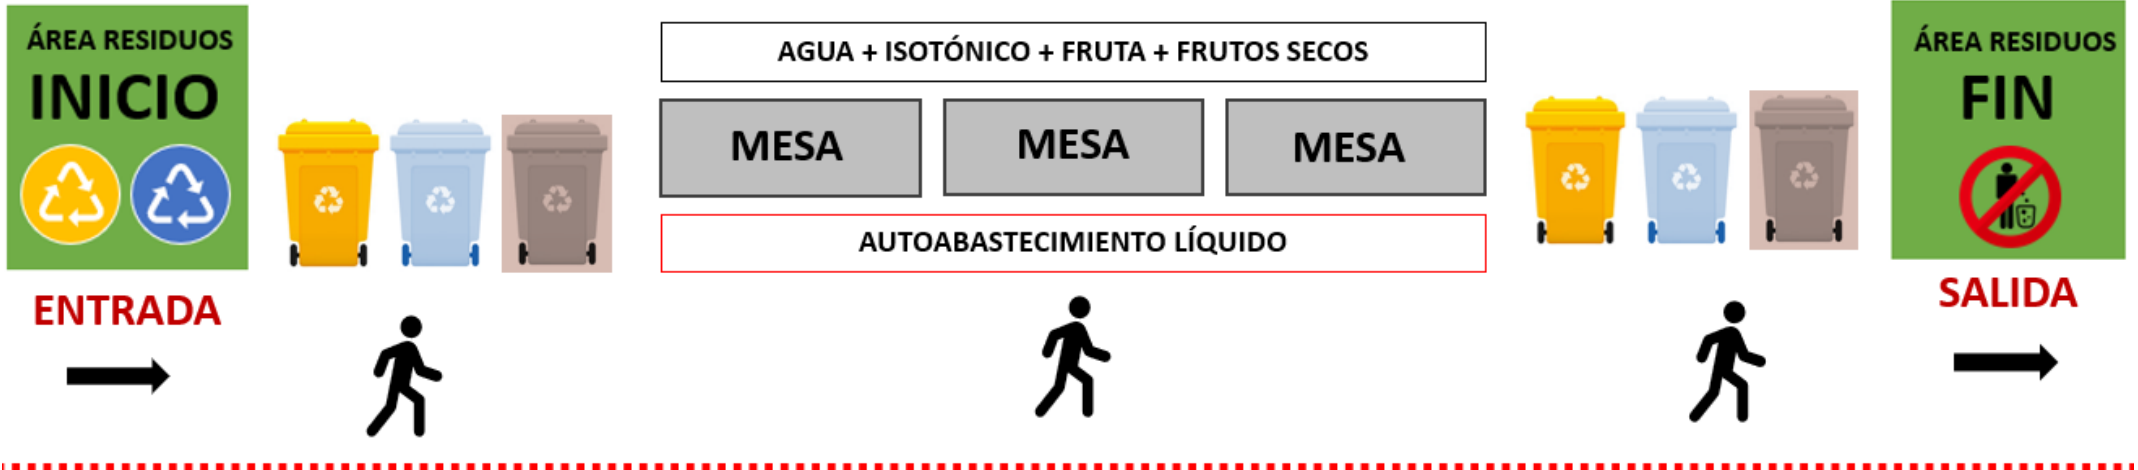 ÁREA RESIDUOS
INICIO
ENTRADA
AGUA + ISOTÓNICO + FRUTA + FRUTOS SECOS
MESA
MESA
MESA
AUTOABASTECIMIENTO LÍQUIDO
ÁREA RESIDUOS
FIN
SALIDA